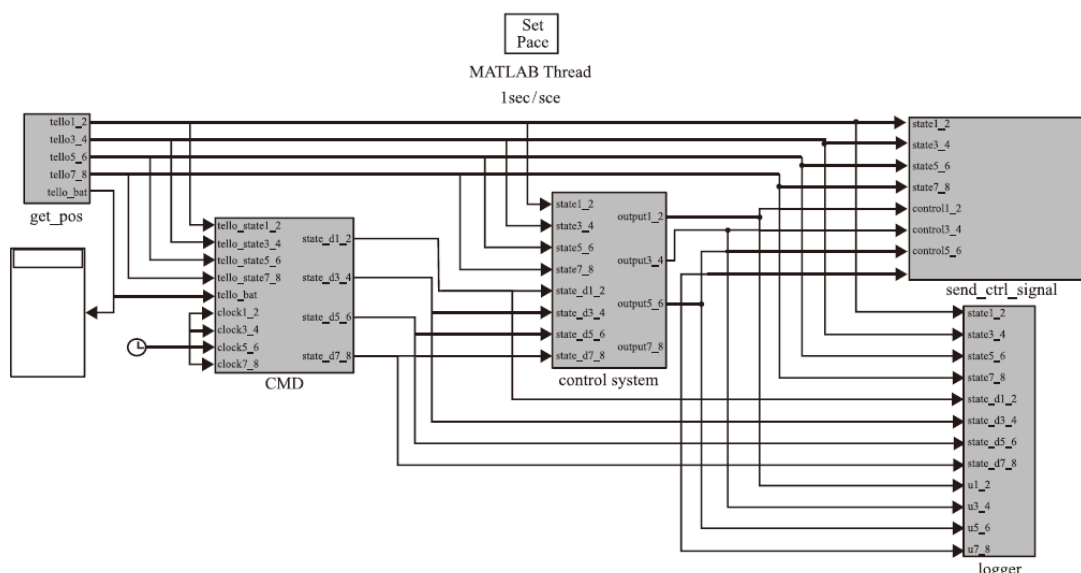 Set
Pace
MATLAB Thread
1sec/sce
tello1_2
tello3_4
tello5_6
tello7_8
tello_bat
get_pos
tello_state1_2
tello_state3_4
tello_state5_6
tello_state7_8
tello_bat
clock1_2
clock3_4
clock5_6
clock7_8
state_d1_2
state_d3_4
state_d5_6
state_d7_8
CMD
state1_2
state3_4
state5_6
state7_8
state_d1_2
state_d3_4
state_d5_6
state_d7_8
output1_2
output3_4
output5_6
output7_8
control system
state1_2
state3_4
state5_6
state7_8
control1_2
control3_4
control5_6
send_ctrl_signal
state1_2
state3_4
state5_6
state7_8
state_d1_2
state_d3_4
state_d5_6
state_d7_8
u1_2
u3_4
u5_6
u7_8
logger